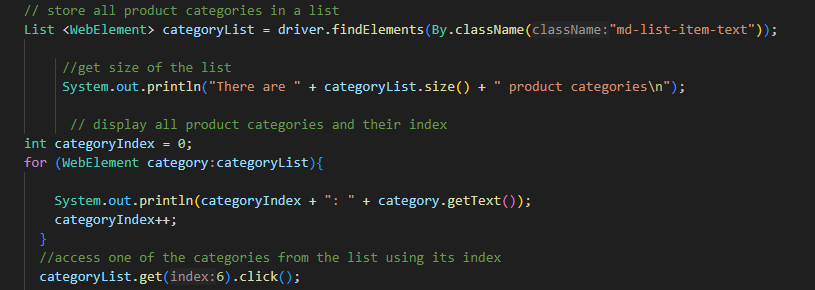 // store all product categories in a list
List <WebElement> categoryList = driver.findElements(By.className(className:"md-list-item-text"));
//get size of the list
System.out.println("There are " + categoryList.size() + " product categories\n");
// display all product categories and their index
int categoryIndex = 0;
for (WebElement category:categoryList){
System.out.println(categoryIndex + ": " + category.getText());
categoryIndex++;
}
//access one of the categories from the list using its index
categoryList.get(index:6).click();